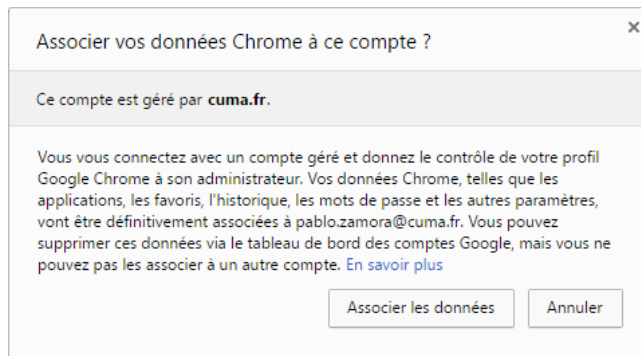 Associer vos données Chrome à ce compte ?
Ce compte est géré par cuma.fr.
Vous vous connectez avec un compte géré et donnez le contrôle de votre profil
Google Chrome à son administrateur. Vos données Chrome, telles que les
applications, les favoris, l'historique, les mots de passe et les autres paramètres,
vont être définitivement associées à pablo.zamora@cuma.fr. Vous pouvez
supprimer ces données via le tableau de bord des comptes Google, mais vous ne
pouvez pas les associer à un autre compte. En savoir plus
Associer les données Annuler